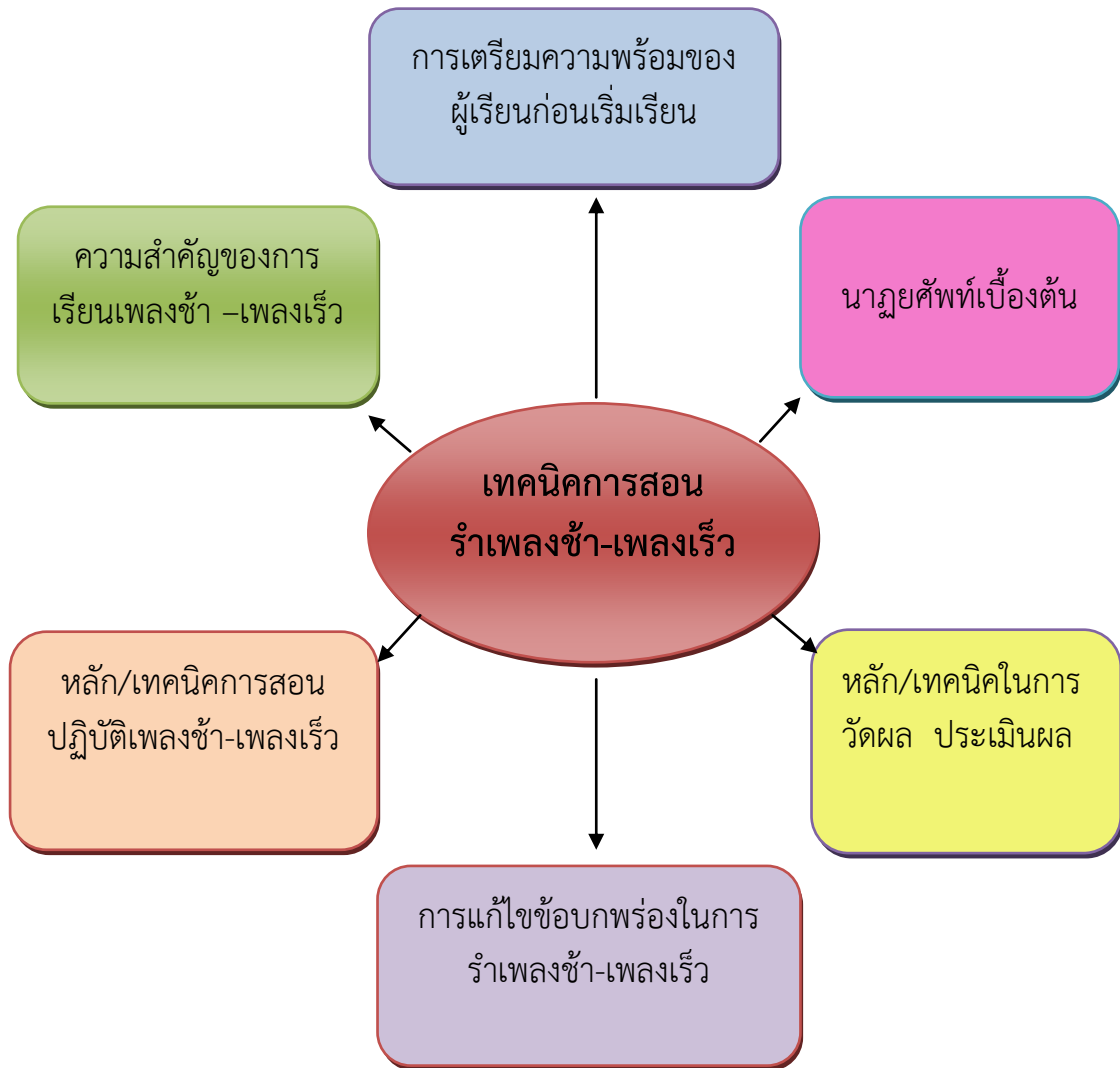 การเตรียมความพร้อมของ
ผู้เรียนก่อนเริ่มเรียน
ความสำคัญของการ
เรียนเพลงช้า –เพลงเร็ว
นาฏยศัพท์เบื้องต้น
เทคนิคการสอน
รำเพลงช้า-เพลงเร็ว
หลัก/เทคนิคการสอน
ปฏิบัติเพลงช้า-เพลงเร็ว
หลัก/เทคนิคในการ
วัดผล ประเมินผล
การแก้ไขข้อบกพร่องในการ
รำเพลงช้า-เพลงเร็ว